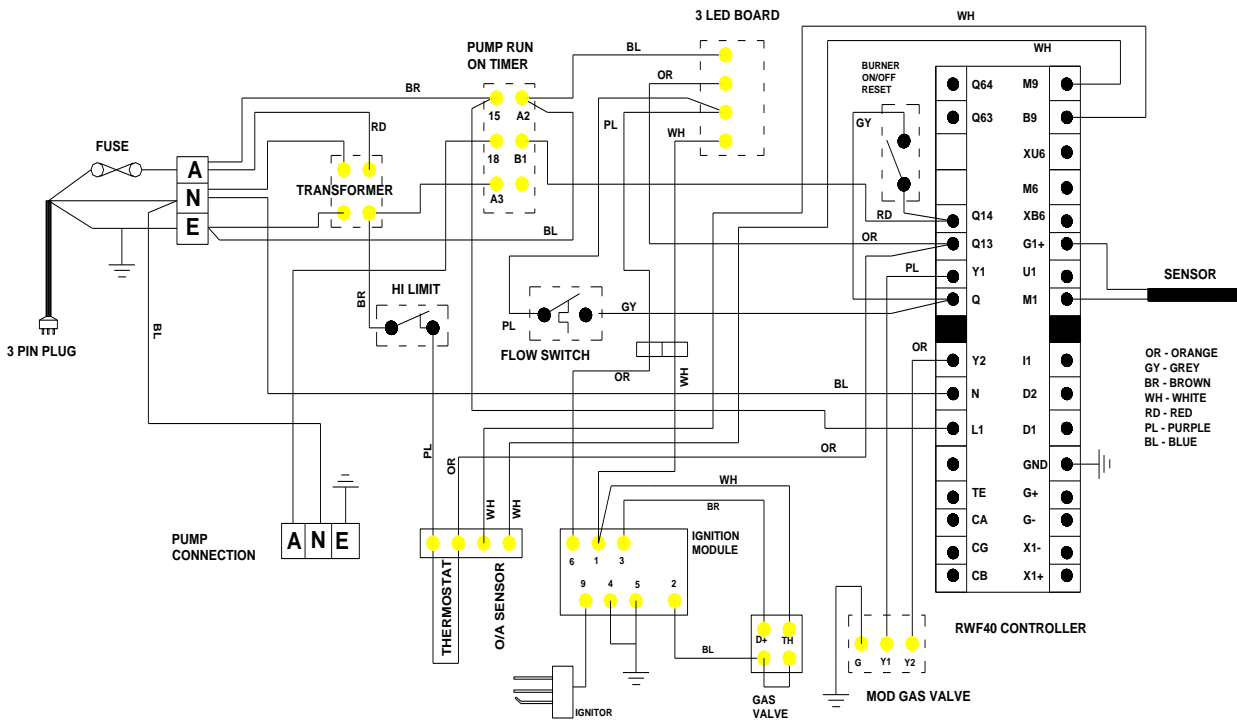 3 LED BOARD
WH
WH
PUMP RUN
ON TIMER
BL
OR
BURNER
ON/OFF
RESET
BR
Q64
M9
15
A2
PL
RD
GY
Q63
B9
FUSE
WH
18
B1
XU6
A
TRANSFORMER
N
A3
M6
E
RD
Q14
XB6
BL
OR
Q13
G1+
PL
Y1
U1
SENSOR
HI LIMIT
BR
GY
Q
M1
PL
BL
3 PIN PLUG
FLOW SWITCH
OR
OR
WH
Y2
I1
OR - ORANGE
GY - GREY
BR - BROWN
WH - WHITE
RD - RED
PL - PURPLE
BL - BLUE
BL
N
D2
L1
D1
PL
OR
OR
GND
WH
WH
WH
BR
TE
G+
PUMP
CONNECTION
A N E
IGNITION
MODULE
CA
G-
6
1
3
CG
X1-
9
4
5
2
CB
X1+
THERMOSTAT
O/A SENSOR
RWF40 CONTROLLER
D+
TH
BL
G
Y1
Y2
IGNITOR
GAS
VALVE
MOD GAS VALVE